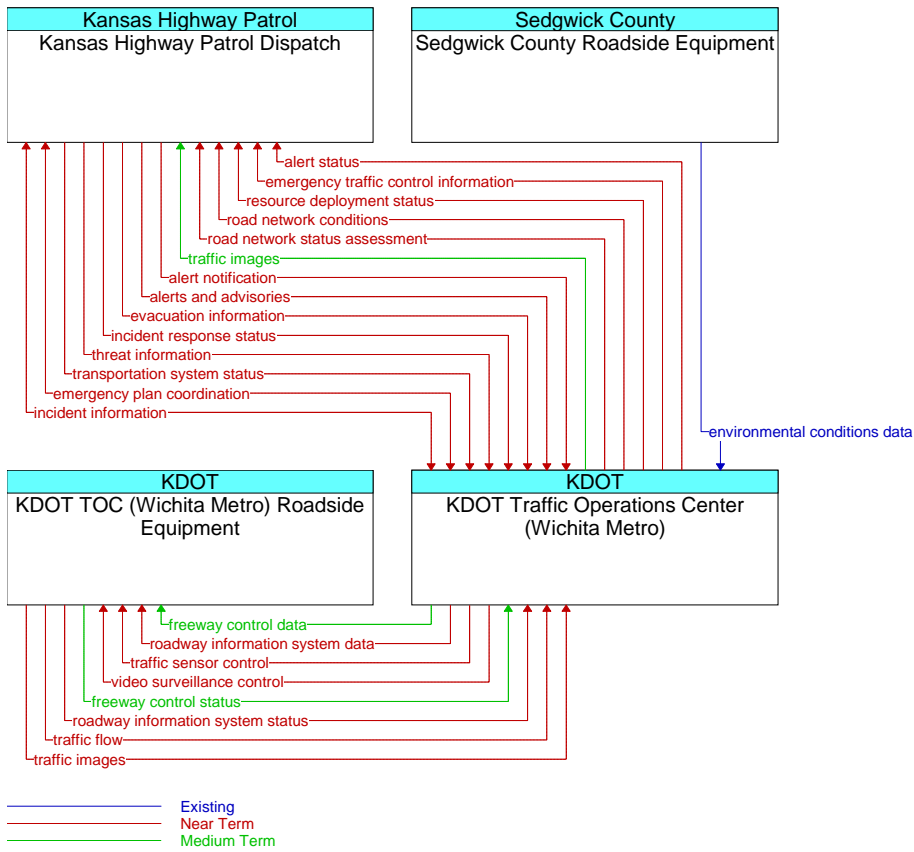 Kansas Highway Patrol
Kansas Highway Patrol Dispatch
Sedgwick County
Sedgwick County Roadside Equipment
alert status
emergency traffic control information
resource deployment status
road network conditions
road network status assessment
traffic images
alert notification
alerts and advisories
evacuation information
incident response status
threat information
transportation system status
emergency plan coordination
incident information
environmental conditions data
KDOT
KDOT TOC (Wichita Metro) Roadside
Equipment
KDOT
KDOT Traffic Operations Center
(Wichita Metro)
freeway control data
roadway information system data
traffic sensor control
video surveillance control
freeway control status
roadway information system status
traffic flow
traffic images
Existing
Near Term
Medium Term